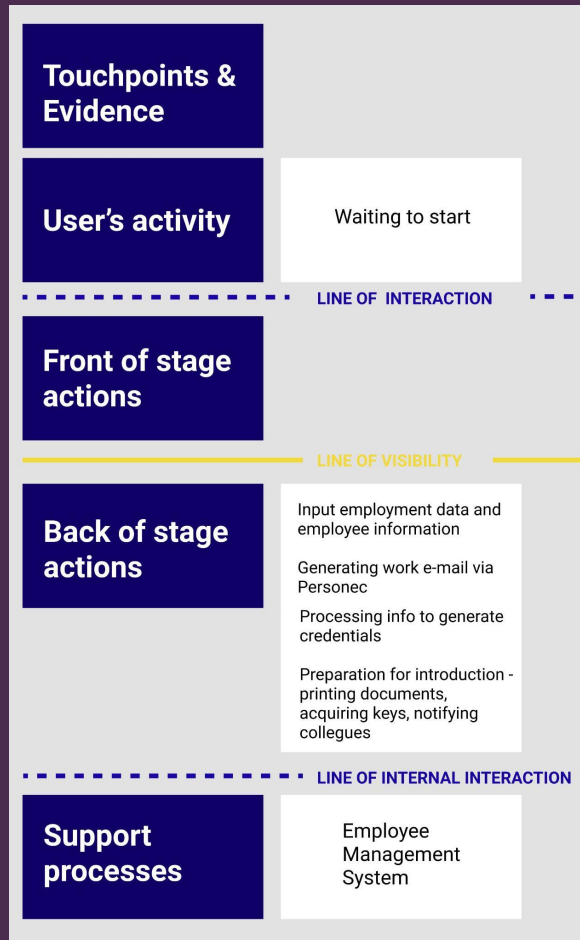 Touchpoints &
Evidence
User's activity
Waiting to start
LINE OF INTERACTION
Front of stage
actions
LINE OF VISIBILITY
Back of stage
actions
Input employment data and
employee information
Generating work e-mail via
Personec
Processing info to generate
credentials
Preparation for introduction -
printing documents,
acquiring keys, notifying
collegues
LINE OF INTERNAL INTERACTION
Support
processes
Employee
Management
System